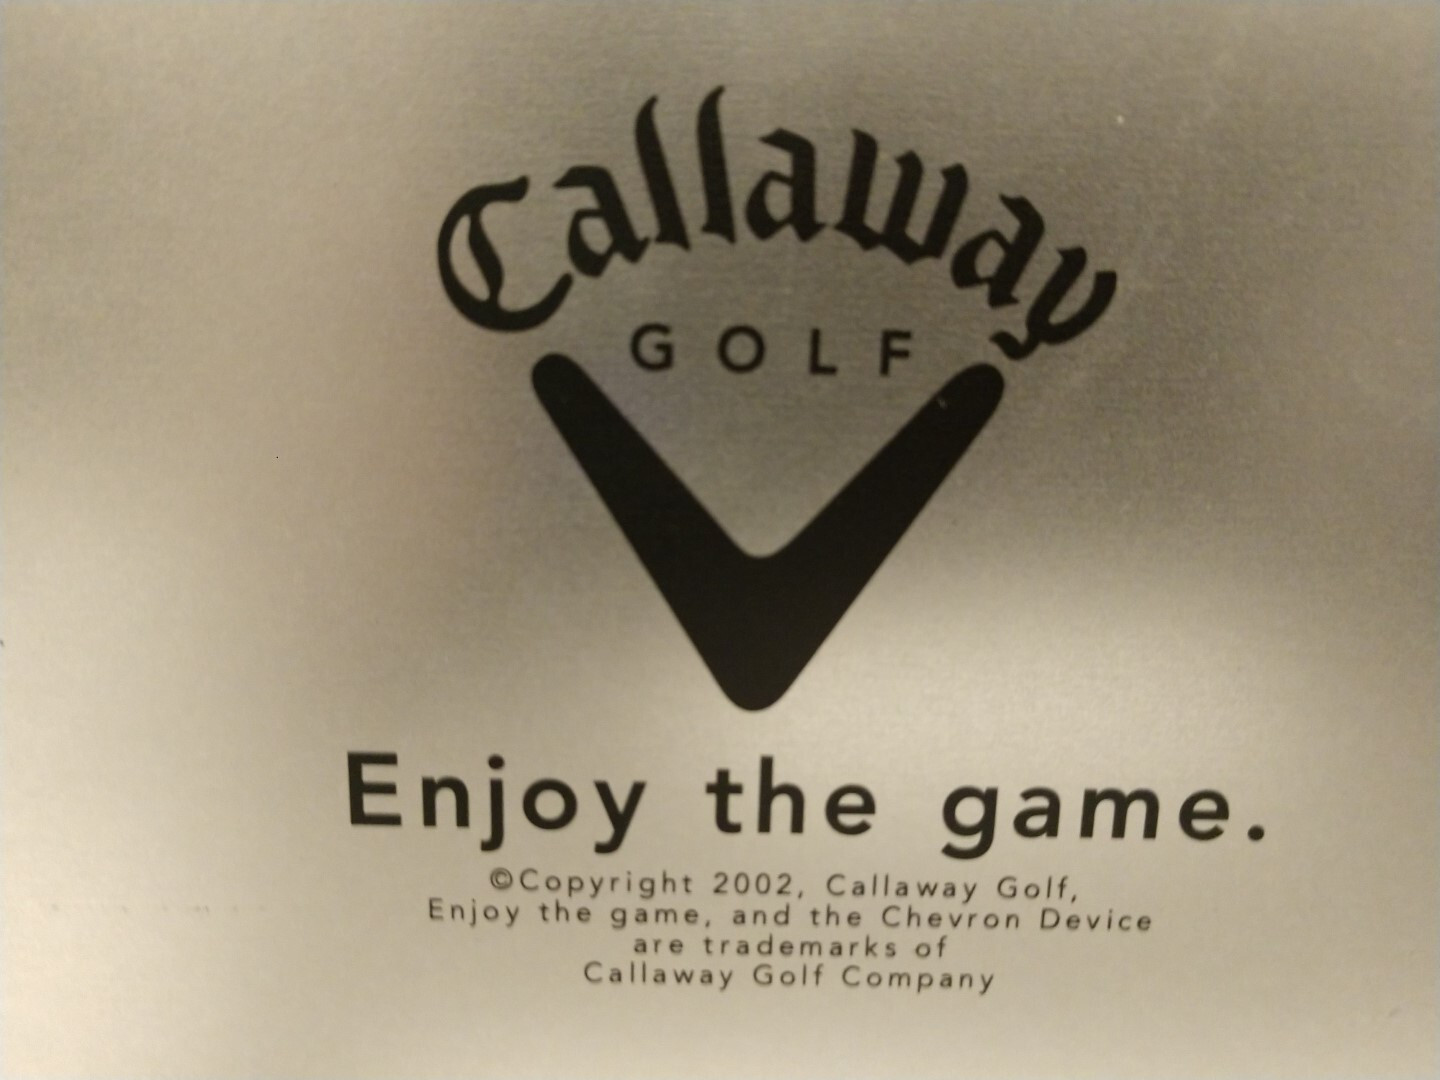 Callaway
GOLF
Enjoy the game.
©Copyright 2002, Callaway Golf,
Enjoy the game, and the Chevron Device
are trademarks of
Callaway Golf Company